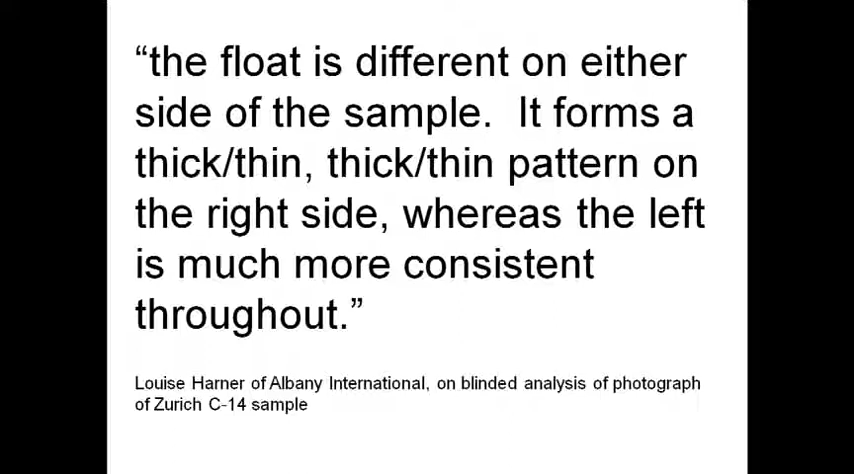 “the float is different on either
side of the sample.  It forms a
thick/thin, thick/thin pattern on
the right side, whereas the left
is much more consistent
throughout.”
Louise Harner of Albany International, on blinded analysis of photograph
of Zurich C-14 sample